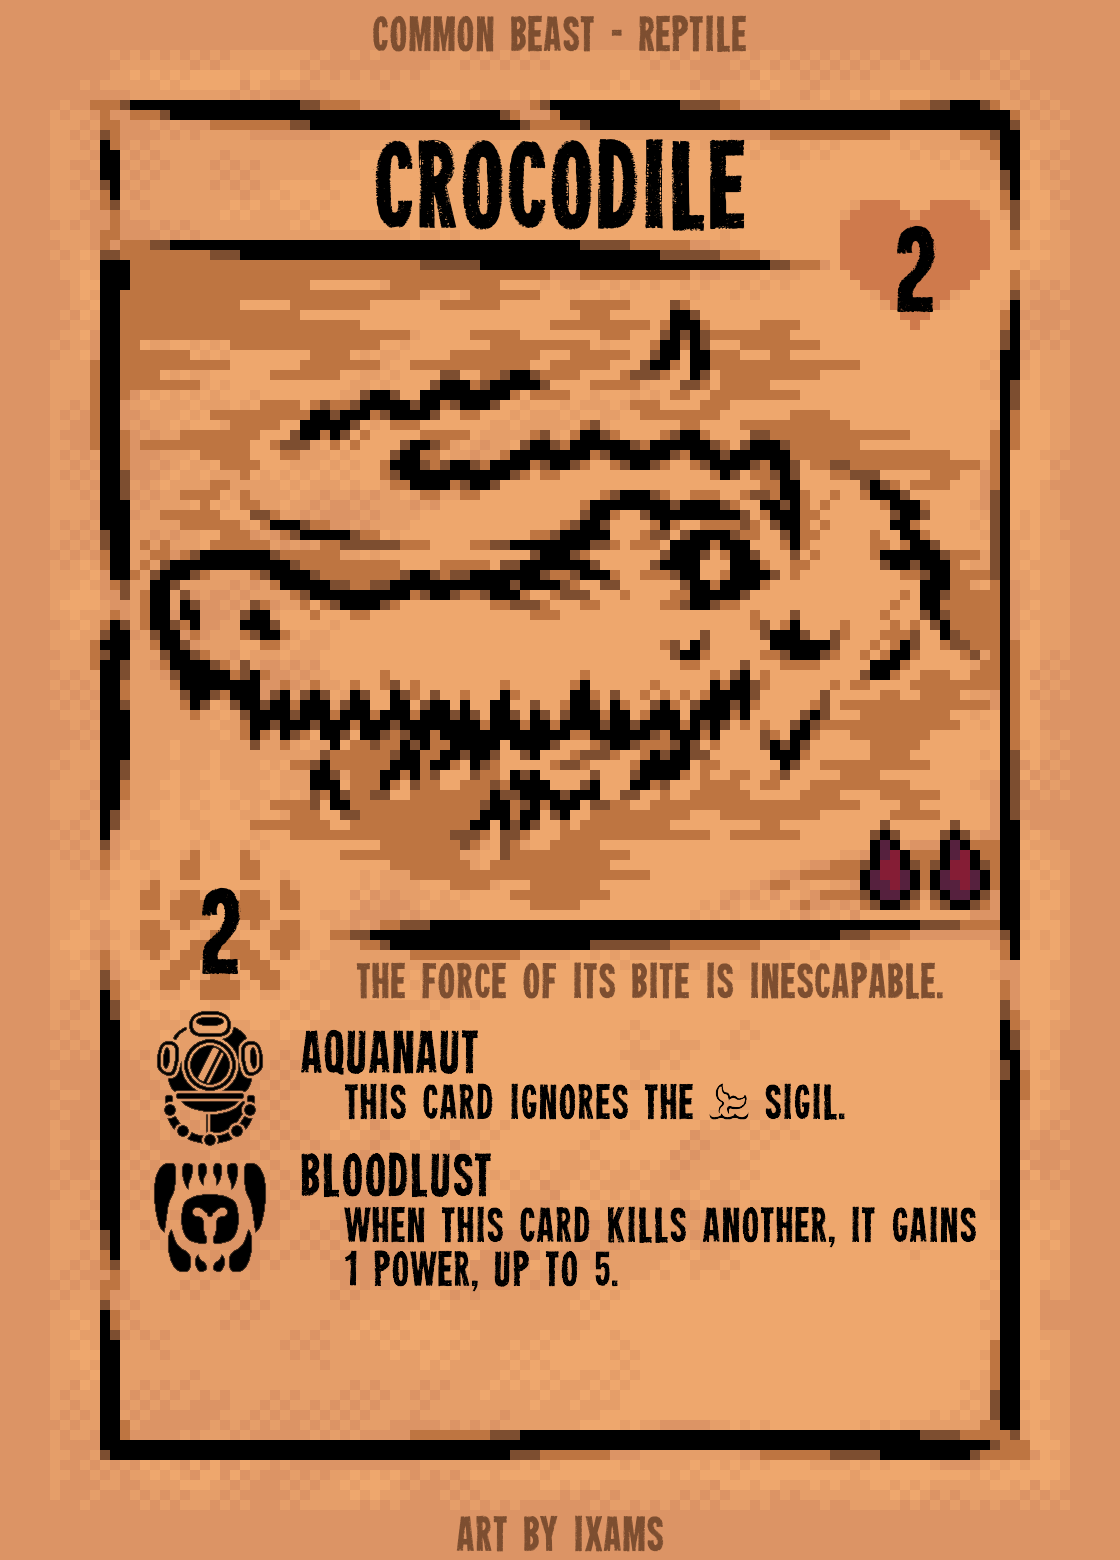 COMMON BEAST - REPTILE
CROCODILE
2
2
THE FORCE OF ITS BITE IS INESCAPABLE.
AQUANAUT
THIS CARD IGNORES THE SIGIL.
BLOODLUST
WHEN THIS CARD KILLS ANOTHER, IT GAINS
1 POWER, UP TO 5.
ART BY IXAMS